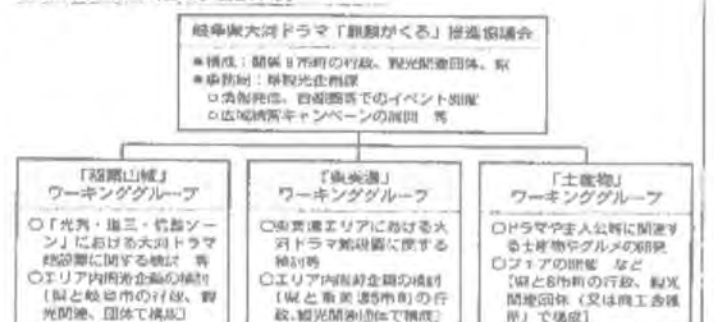 岐阜県大河ドラマ「麒麟がくる」推進協議会
●構成：関係8市町の行政、観光関連団体、県
●事務局：県観光企画課
○情報発信、首都圏等でのイベント開催
○広域誘客キャンペーンの展開 等
「稲葉山城」
ワーキンググループ
○「光秀・道三・信長ゾー
ン」における大河ドラマ
館設置に関する検討 等
○エリア内周遊企画の検討
［県と岐阜市の行政、観
光関連、団体で構成］
「東美濃」
ワーキンググループ
○東美濃エリアにおける大
河ドラマ館設置に関する
検討等
○エリア内周遊企画の検討
［県と東美濃5市町の行
政、観光関連団体で構成］
「土産物」
ワーキンググループ
○ドラマや主人公等に関連す
る土産物やグルメの開発
○フェアの開催 など
［県と8市町の行政、観光
関連団体（又は商工会議
所）で構成］